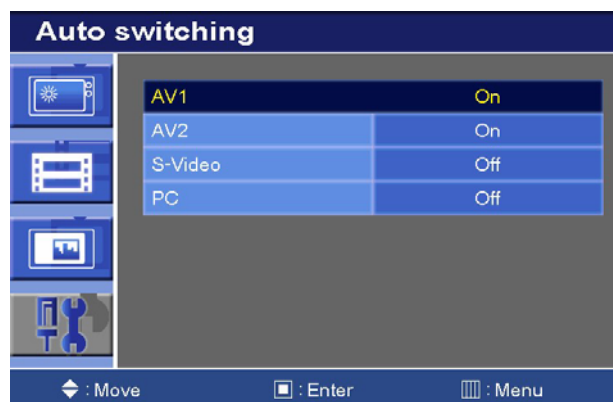 Auto switching
AV1 On
AV2 On
S-Video Off
PC Off
: Move : Enter : Menu